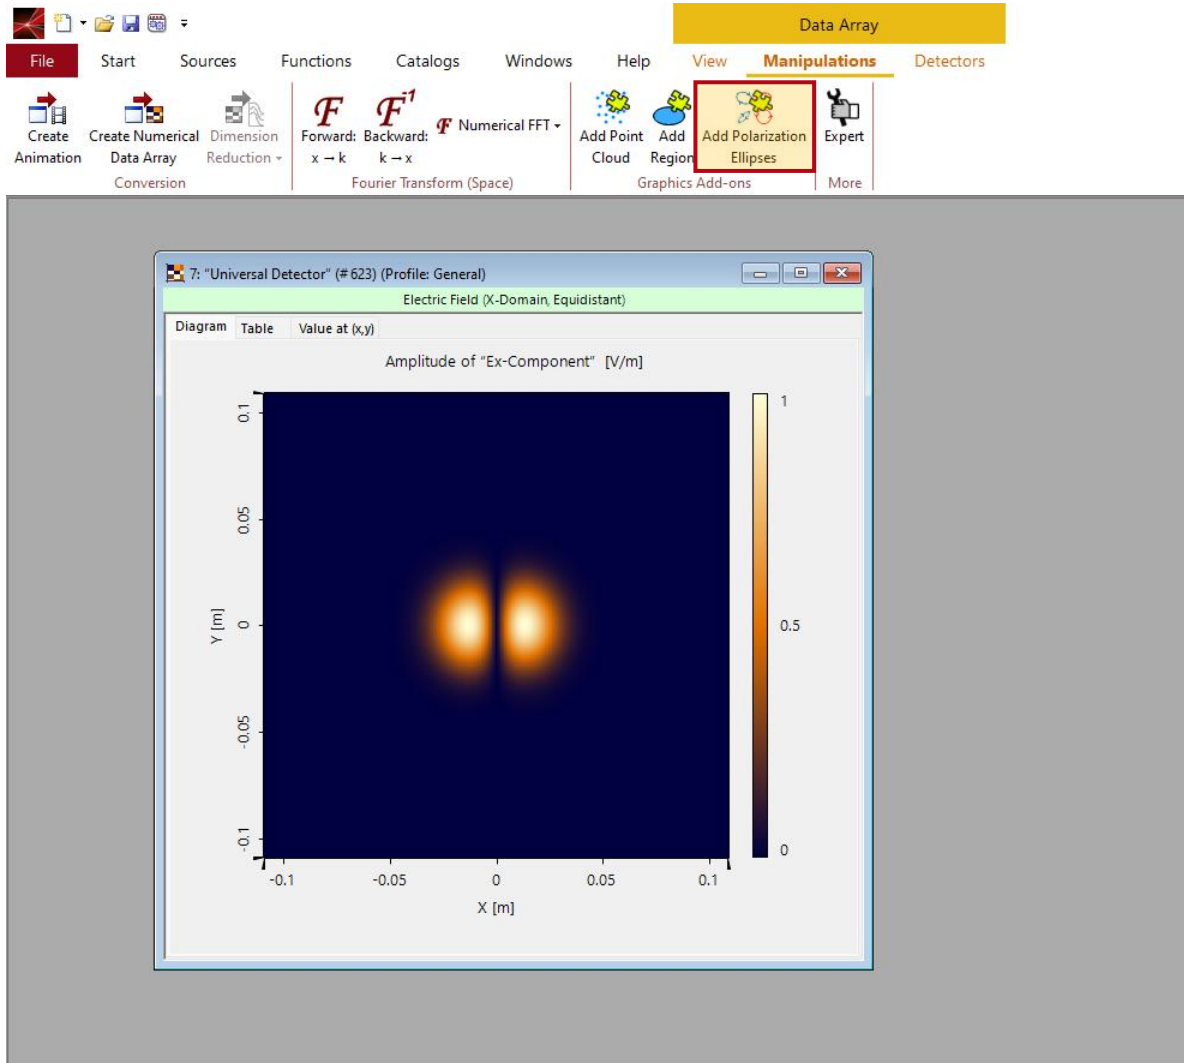 Data Array
File Start Sources Functions Catalogs Windows Help View Manipulations Detectors
Create Animation
Create Numerical Data Array
Dimension Reduction
Conversion
F Forward: x → k
F⁻¹ Backward: k → x
F Numerical FFT
Fourier Transform (Space)
Add Point Cloud
Add Region
Add Polarization Ellipses
Graphics Add-ons
Expert
More
7: "Universal Detector" (# 623) (Profile: General)
Electric Field (X-Domain, Equidistant)
Diagram Table Value at (x,y)
Amplitude of "Ex-Component" [V/m]
0.1
0.05
0
-0.05
-0.1
Y [m]
1
0.5
0
-0.1 -0.05 0 0.05 0.1
X [m]